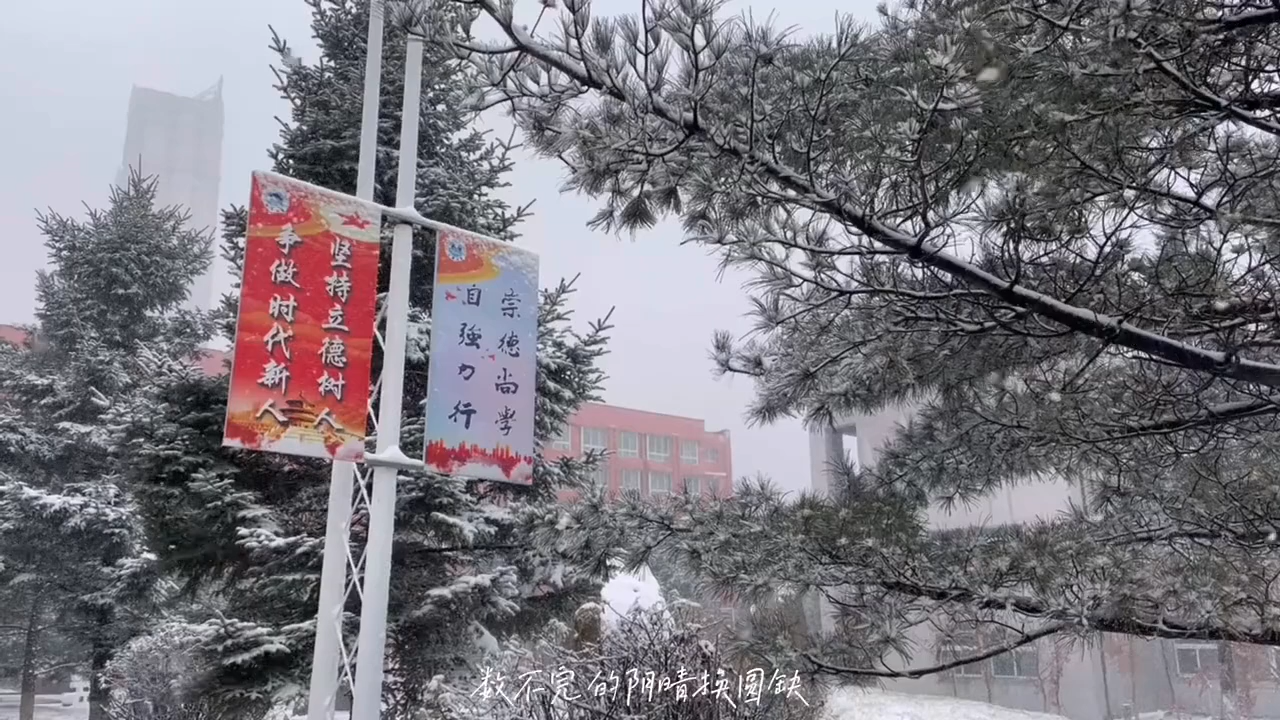 坚持立德树人
争做时代新人
崇德尚学
自強力行
数不完的阴晴换圆缺